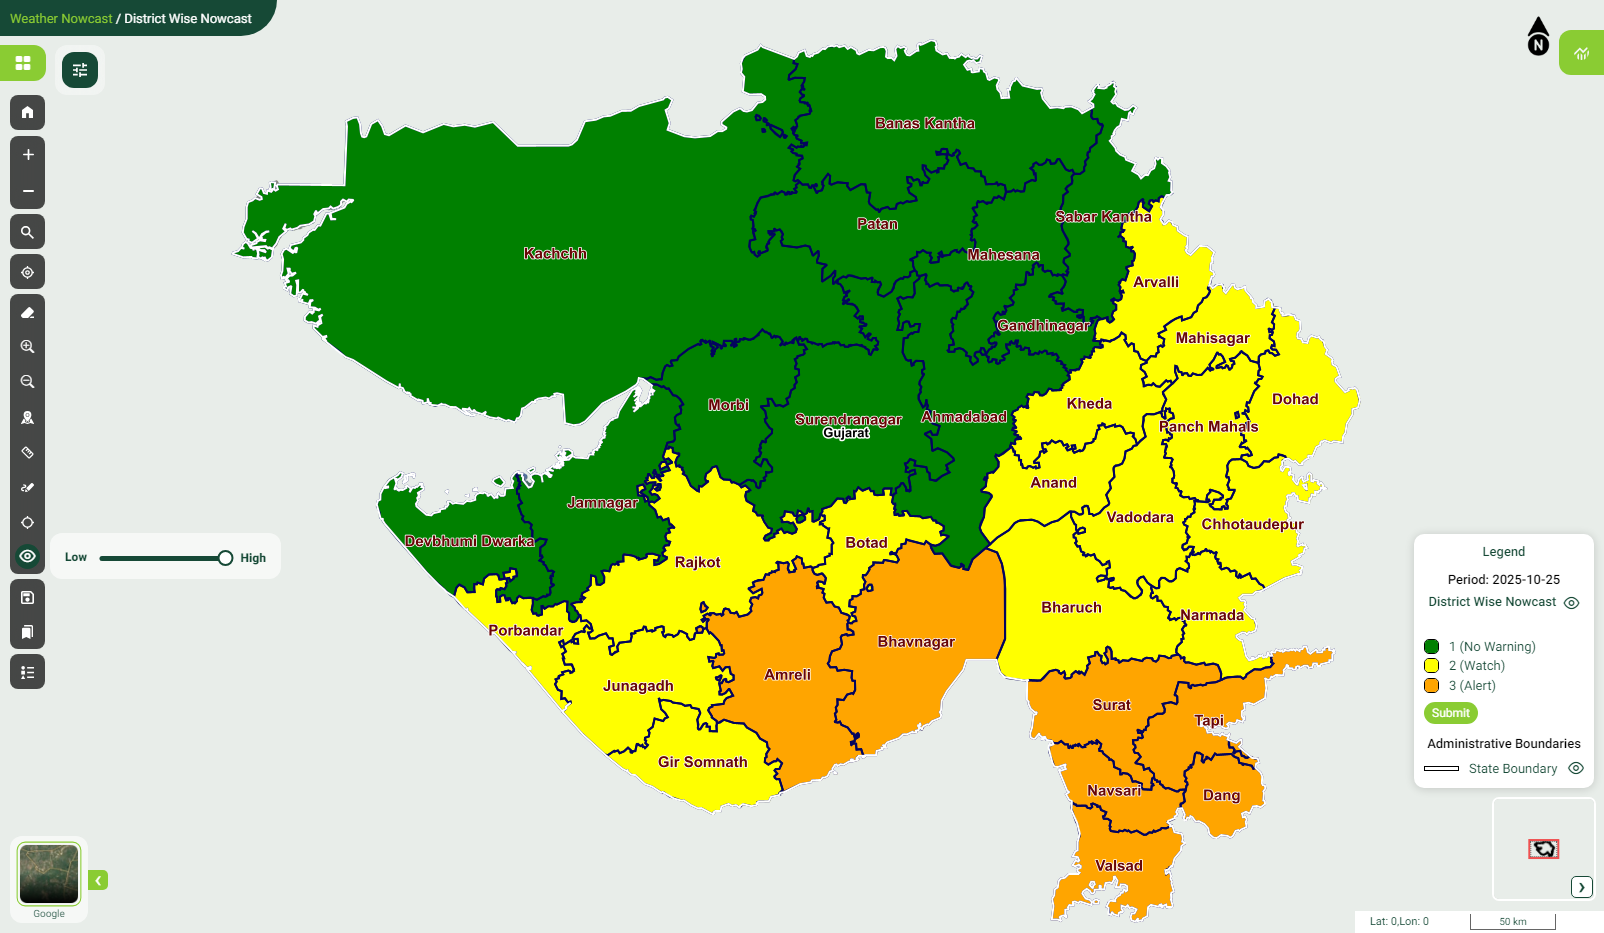 Weather Nowcast / District Wise Nowcast
N
Banas Kantha
Patan
Sabar Kantha
Kachchh
Mahesana
Arvalli
Gandhinagar
Mahisagar
Morbi
Surendranagar
Gujarat
Ahmadabad
Kheda
Dohad
Panch Mahals
Anand
Jamnagar
Vadodara
Chhotaudepur
Devbhumi Dwarka
Botad
Rajkot
Low
High
Bharuch
Narmada
Porbandar
Bhavnagar
Amreli
Junagadh
Surat
Tapi
Gir Somnath
Navsari
Dang
Valsad
Legend
Period: 2025-10-25
District Wise Nowcast
1 (No Warning)
2 (Watch)
3 (Alert)
Submit
Administrative Boundaries
State Boundary
Google
Lat: 0,Lon: 0
50 km